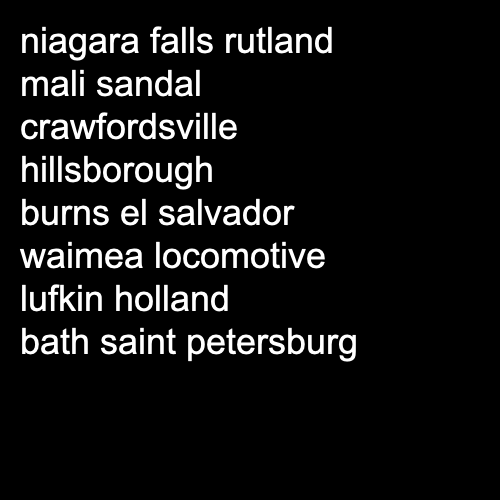 niagara falls rutland
mali sandal
crawfordsville
hillsborough
burns el salvador
waimea locomotive
lufkin holland
bath saint petersburg